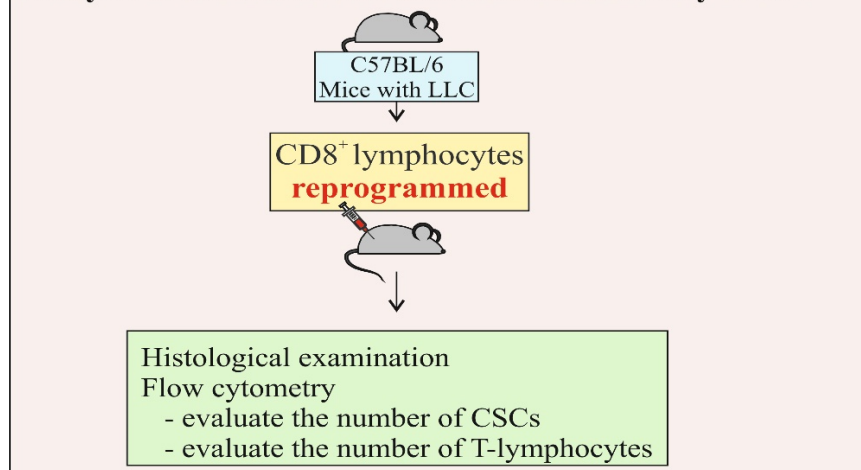 C57BL/6
Mice with LLC
CD8⁺ lymphocytes
reprogrammed
Histological examination
Flow cytometry
- evaluate the number of CSCs
- evaluate the number of T-lymphocytes